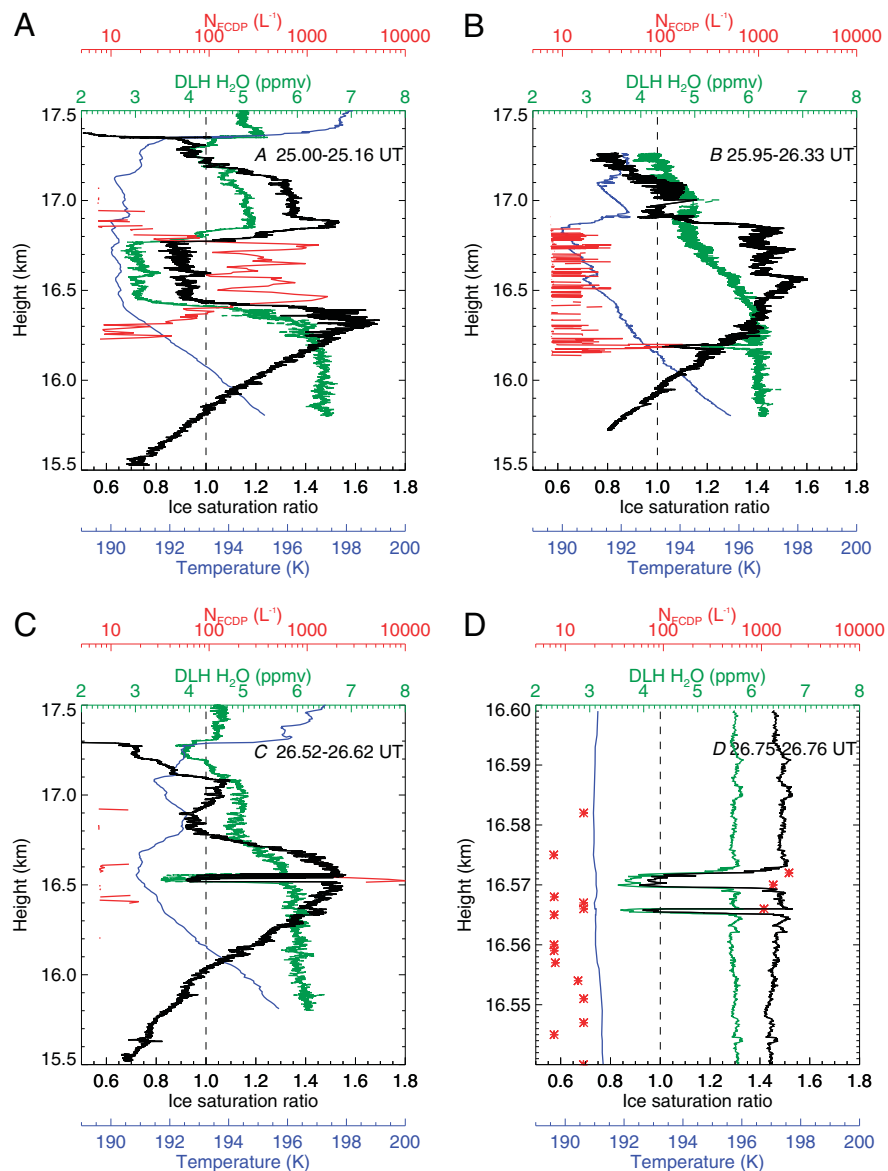 A
N_ECDP (L⁻¹)
10 100 1000 10000
DLH H₂O (ppmv)
2 3 4 5 6 7 8
A 25.00-25.16 UT
Height (km)
17.5
17.0
16.5
16.0
15.5
0.6 0.8 1.0 1.2 1.4 1.6 1.8
Ice saturation ratio
190 192 194 196 198 200
Temperature (K)
B
N_ECDP (L⁻¹)
10 100 1000 10000
DLH H₂O (ppmv)
2 3 4 5 6 7 8
B 25.95-26.33 UT
Height (km)
17.5
17.0
16.5
16.0
15.5
0.6 0.8 1.0 1.2 1.4 1.6 1.8
Ice saturation ratio
190 192 194 196 198 200
Temperature (K)
C
N_ECDP (L⁻¹)
10 100 1000 10000
DLH H₂O (ppmv)
2 3 4 5 6 7 8
C 26.52-26.62 UT
Height (km)
17.5
17.0
16.5
16.0
15.5
0.6 0.8 1.0 1.2 1.4 1.6 1.8
Ice saturation ratio
190 192 194 196 198 200
Temperature (K)
D
N_ECDP (L⁻¹)
10 100 1000 10000
DLH H₂O (ppmv)
2 3 4 5 6 7 8
D 26.75-26.76 UT
Height (km)
16.60
16.59
16.58
16.57
16.56
16.55
0.6 0.8 1.0 1.2 1.4 1.6 1.8
Ice saturation ratio
190 192 194 196 198 200
Temperature (K)